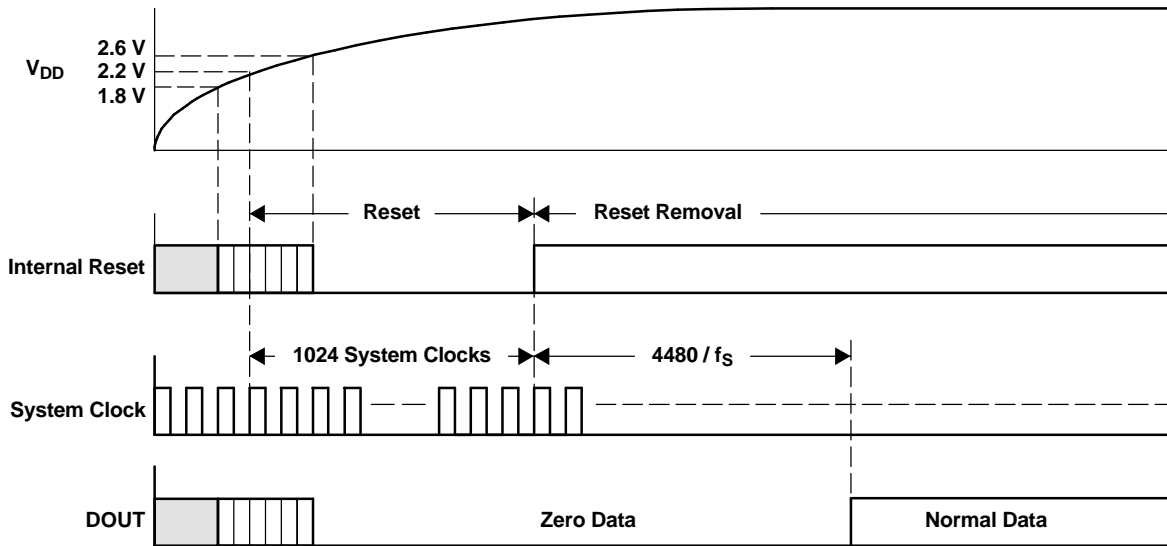 2.6 V
V_DD
2.2 V
1.8 V
Reset
Reset Removal
Internal Reset
1024 System Clocks
4480 / f_S
System Clock
DOUT
Zero Data
Normal Data